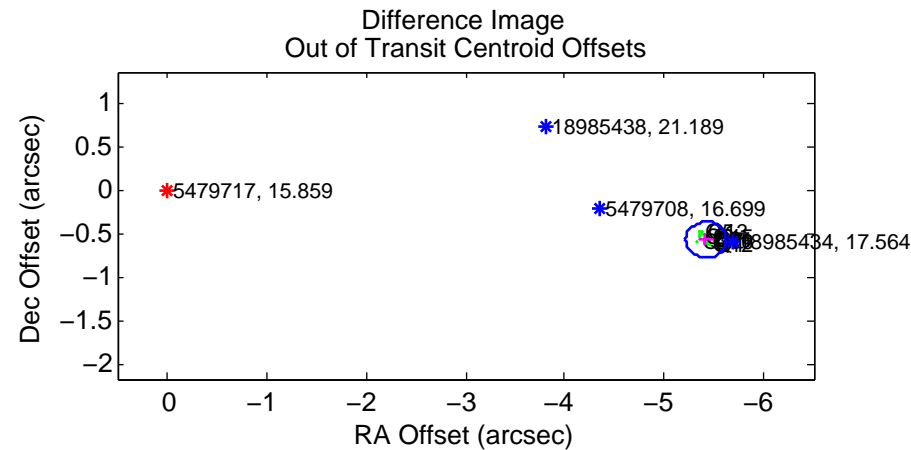 Difference Image
Out of Transit Centroid Offsets
Dec Offset (arcsec)
1
0.5
0
−0.5
−1
−1.5
−2
18985438, 21.189
5479717, 15.859
5479708, 16.699
18985434, 17.564
0 −1 −2 −3 −4 −5 −6
RA Offset (arcsec)